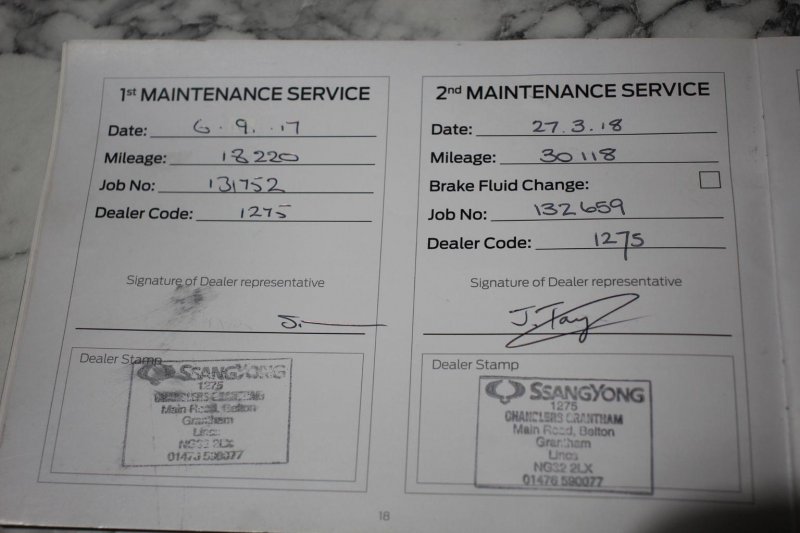 1st MAINTENANCE SERVICE
Date: 6.9.17
Mileage: 18220
Job No: 131752
Dealer Code: 1275
Signature of Dealer representative
Dealer Stamp
SSANGYONG
1275
Main Road, Belton
Grantham
Lincs
NG32 2LX
2nd MAINTENANCE SERVICE
Date: 27.3.18
Mileage: 30118
Brake Fluid Change:
Job No: 132659
Dealer Code: 1275
Signature of Dealer representative
J. Tay
Dealer Stamp
SSANGYONG
1275
CHANDLERS GRANTHAM
Main Road, Belton
Grantham
Lincs
NG32 2LX
01476 590077
18